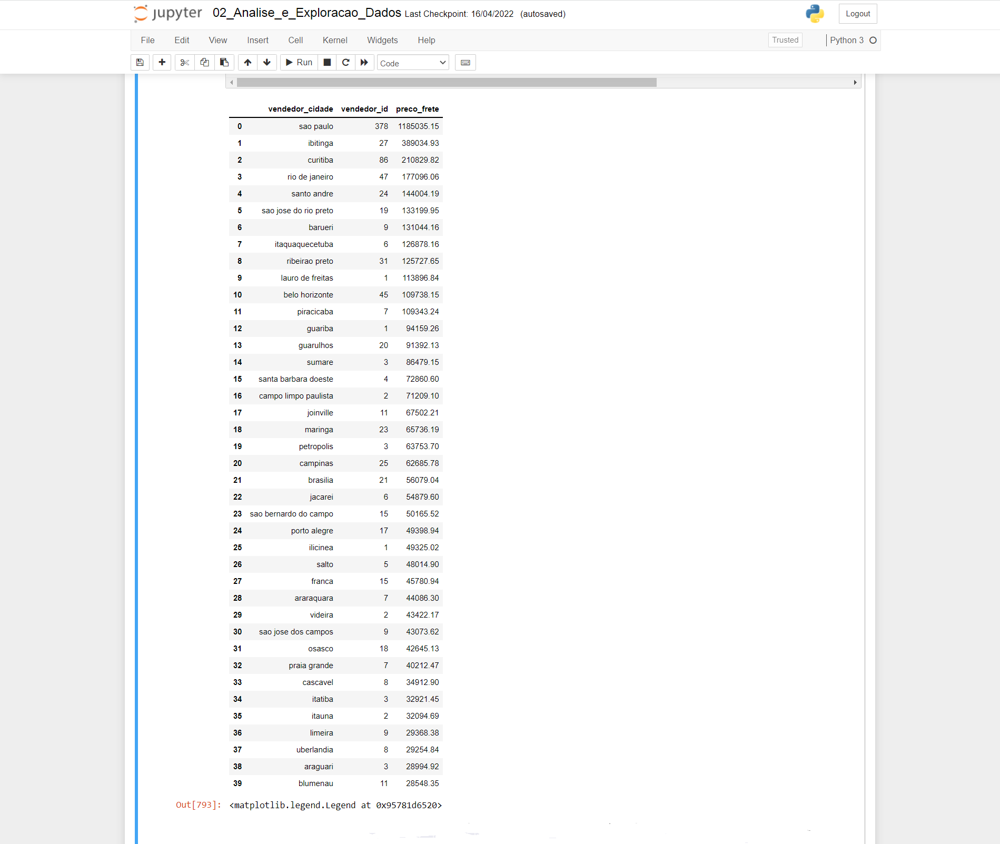 jupyter 02_Analise_e_Exploracao_Dados Last Checkpoint: 16/04/2022 (autosaved) Logout
File Edit View Insert Cell Kernel Widgets Help Trusted Python 3
Run Code
vendedor_cidade vendedor_id preco_frete
0 sao paulo 378 1185035.15
1 ibitinga 27 389034.93
2 curitiba 86 210829.82
3 rio de janeiro 47 177096.06
4 santo andre 24 144004.19
5 sao jose do rio preto 19 133199.95
6 barueri 9 131044.16
7 itaquaquecetuba 6 126878.16
8 ribeirao preto 31 125727.65
9 lauro de freitas 1 113896.84
10 belo horizonte 45 109738.15
11 piracicaba 7 109343.24
12 guariba 1 94159.26
13 guarulhos 20 91392.13
14 sumare 3 86479.15
15 santa barbara doeste 4 72860.60
16 campo limpo paulista 2 71209.10
17 joinville 11 67502.21
18 maringa 23 65736.19
19 petropolis 3 63753.70
20 campinas 25 62685.78
21 brasilia 21 56079.04
22 jacarei 6 54879.60
23 sao bernardo do campo 15 50165.52
24 porto alegre 17 49398.94
25 ilicinea 1 49325.02
26 salto 5 48014.90
27 franca 15 45780.94
28 araraquara 7 44086.30
29 videira 2 43422.17
30 sao jose dos campos 9 43073.62
31 osasco 18 42645.13
32 praia grande 7 40212.47
33 cascavel 8 34912.90
34 itatiba 3 32921.45
35 itauna 2 32094.69
36 limeira 9 29368.38
37 uberlandia 8 29254.84
38 araguari 3 28994.92
39 blumenau 11 28548.35
Out[793]: <matplotlib.legend.Legend at 0x95781d6520>